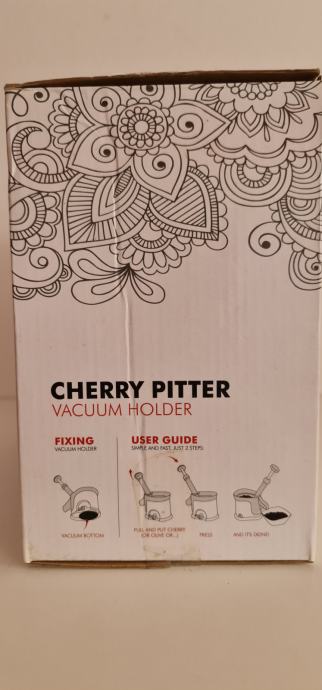 CHERRY PITTER
VACUUM HOLDER
FIXING
VACUUM HOLDER
USER GUIDE
SIMPLE AND FAST, JUST 2 STEPS:
VACUUM BOTTOM
PULL AND PUT CHERRY
(OR OLIVE OR...)
PRESS
AND IT'S DONE!